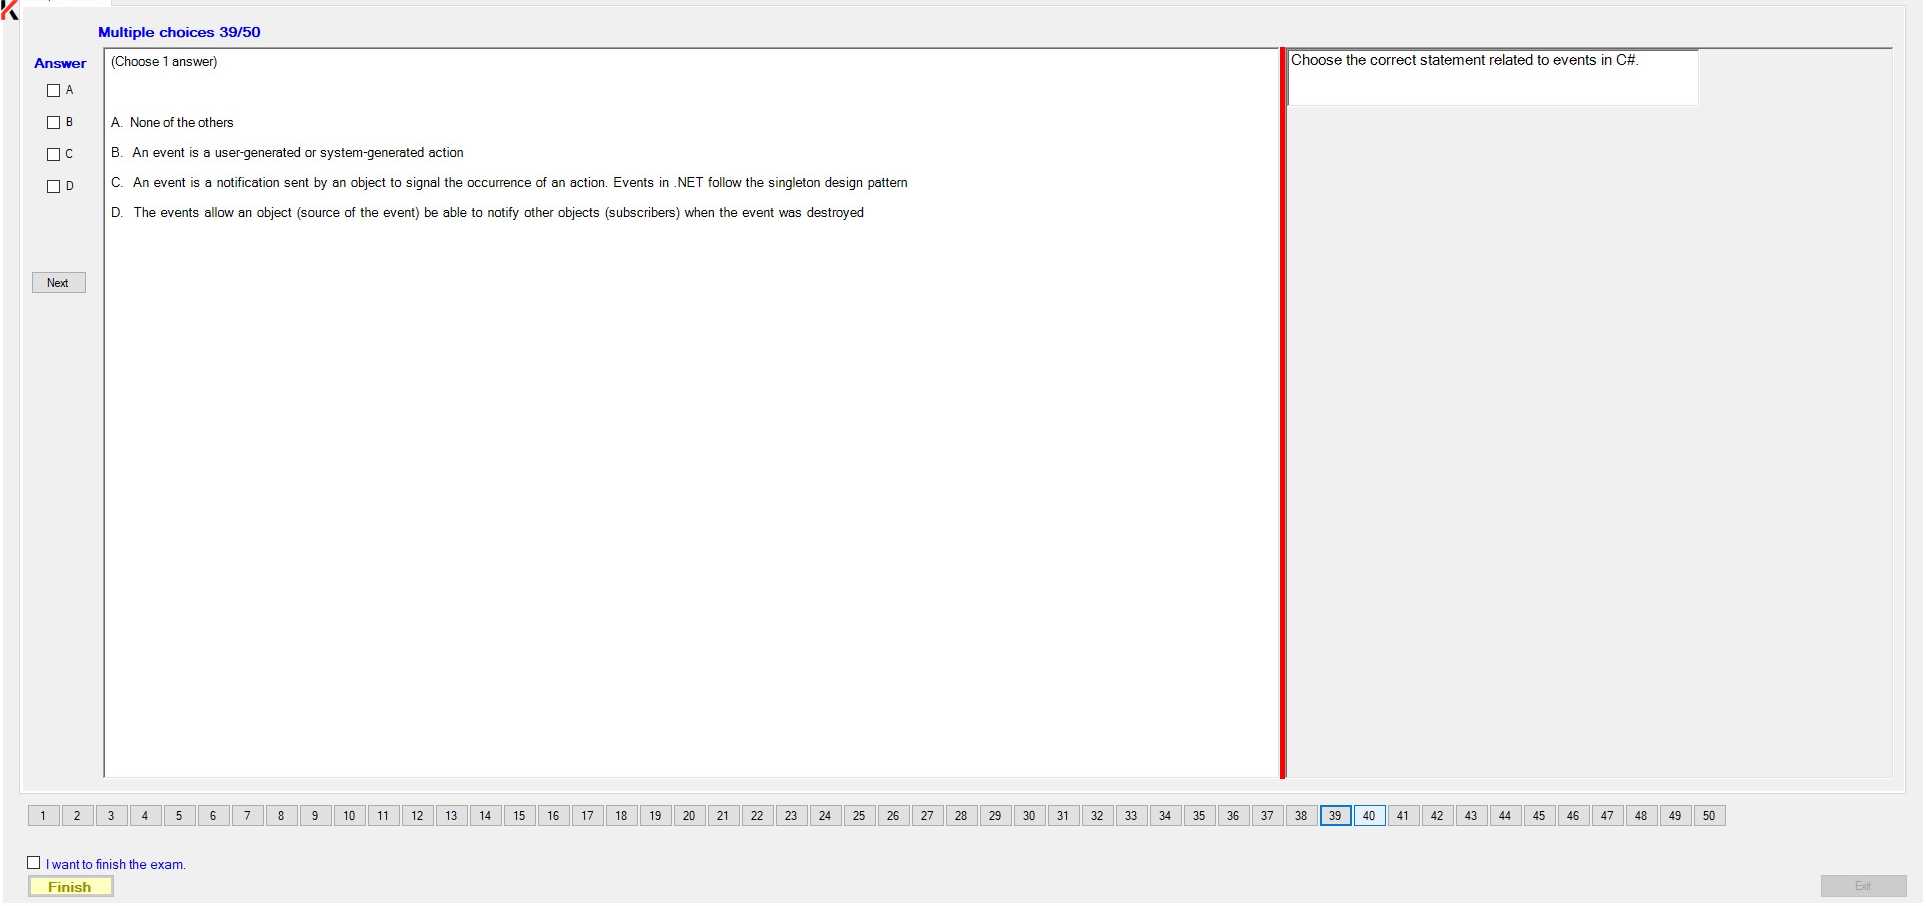 Multiple choices 39/50
Answer
A
B
C
D
Next
(Choose 1 answer)
A. None of the others
B. An event is a user-generated or system-generated action
C. An event is a notification sent by an object to signal the occurrence of an action. Events in .NET follow the singleton design pattern
D. The events allow an object (source of the event) be able to notify other objects (subscribers) when the event was destroyed
Choose the correct statement related to events in C#.
1 2 3 4 5 6 7 8 9 10 11 12 13 14 15 16 17 18 19 20 21 22 23 24 25 26 27 28 29 30 31 32 33 34 35 36 37 38 39 40 41 42 43 44 45 46 47 48 49 50
I want to finish the exam.
Finish
Exit